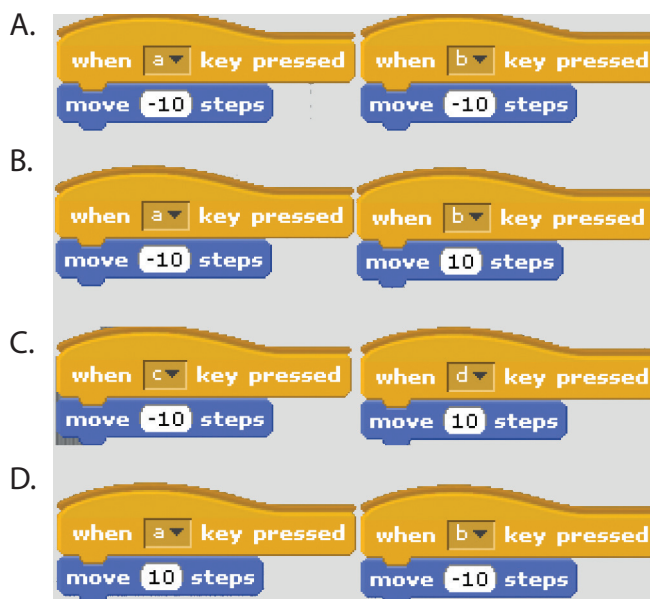 A.
when a key pressed when b key pressed
move -10 steps move -10 steps
B.
when a key pressed when b key pressed
move -10 steps move 10 steps
C.
when c key pressed when d key pressed
move -10 steps move 10 steps
D.
when a key pressed when b key pressed
move 10 steps move -10 steps